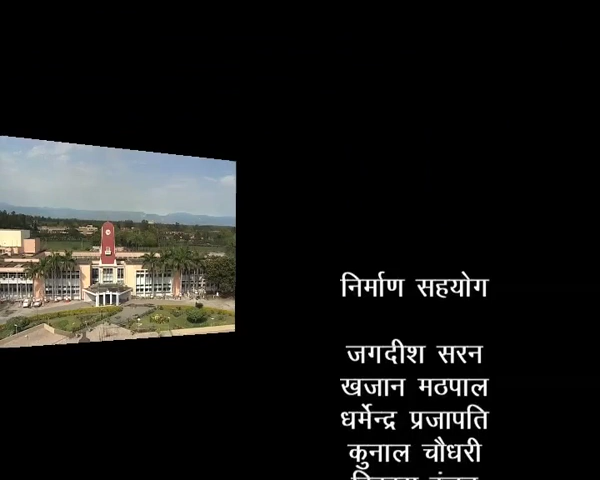 निर्माण सहयोग
जगदीश सरन
खजान मठपाल
धर्मेन्द्र प्रजापति
कुनाल चौधरी